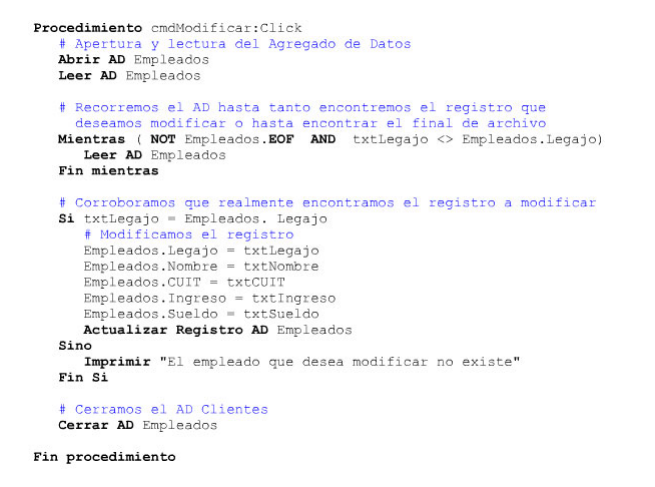 Procedimiento cmdModificar:Click
# Apertura y lectura del Agregado de Datos
Abrir AD Empleados
Leer AD Empleados
# Recorremos el AD hasta tanto encontremos el registro que
deseamos modificar o hasta encontrar el final de archivo
Mientras ( NOT Empleados.EOF AND txtLegajo <> Empleados.Legajo)
Leer AD Empleados
Fin mientras
# Corroboramos que realmente encontramos el registro a modificar
Si txtLegajo = Empleados. Legajo
# Modificamos el registro
Empleados.Legajo = txtLegajo
Empleados.Nombre = txtNombre
Empleados.CUIT = txtCUIT
Empleados.Ingreso = txtIngreso
Empleados.Sueldo = txtSueldo
Actualizar Registro AD Empleados
Sino
Imprimir "El empleado que desea modificar no existe"
Fin Si
# Cerramos el AD Clientes
Cerrar AD Empleados
Fin procedimiento